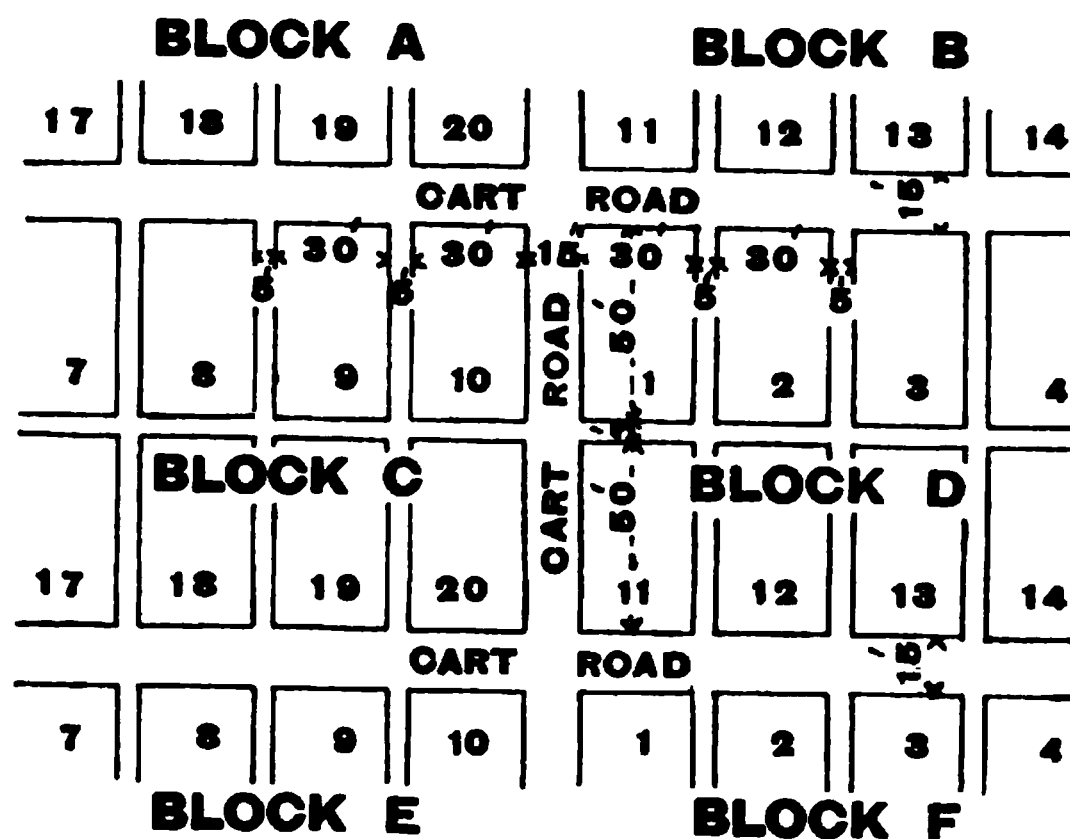 BLOCK A BLOCK B
17 18 19 20 11 12 13 14
15'
CART ROAD
30 30 15 30 30
5' 5' 5' 5'
50'
CART ROAD
7 8 9 10 1 2 3 4
5'
BLOCK C BLOCK D
50'
17 18 19 20 11 12 13 14
CART ROAD
15'
7 8 9 10 1 2 3 4
BLOCK E BLOCK F